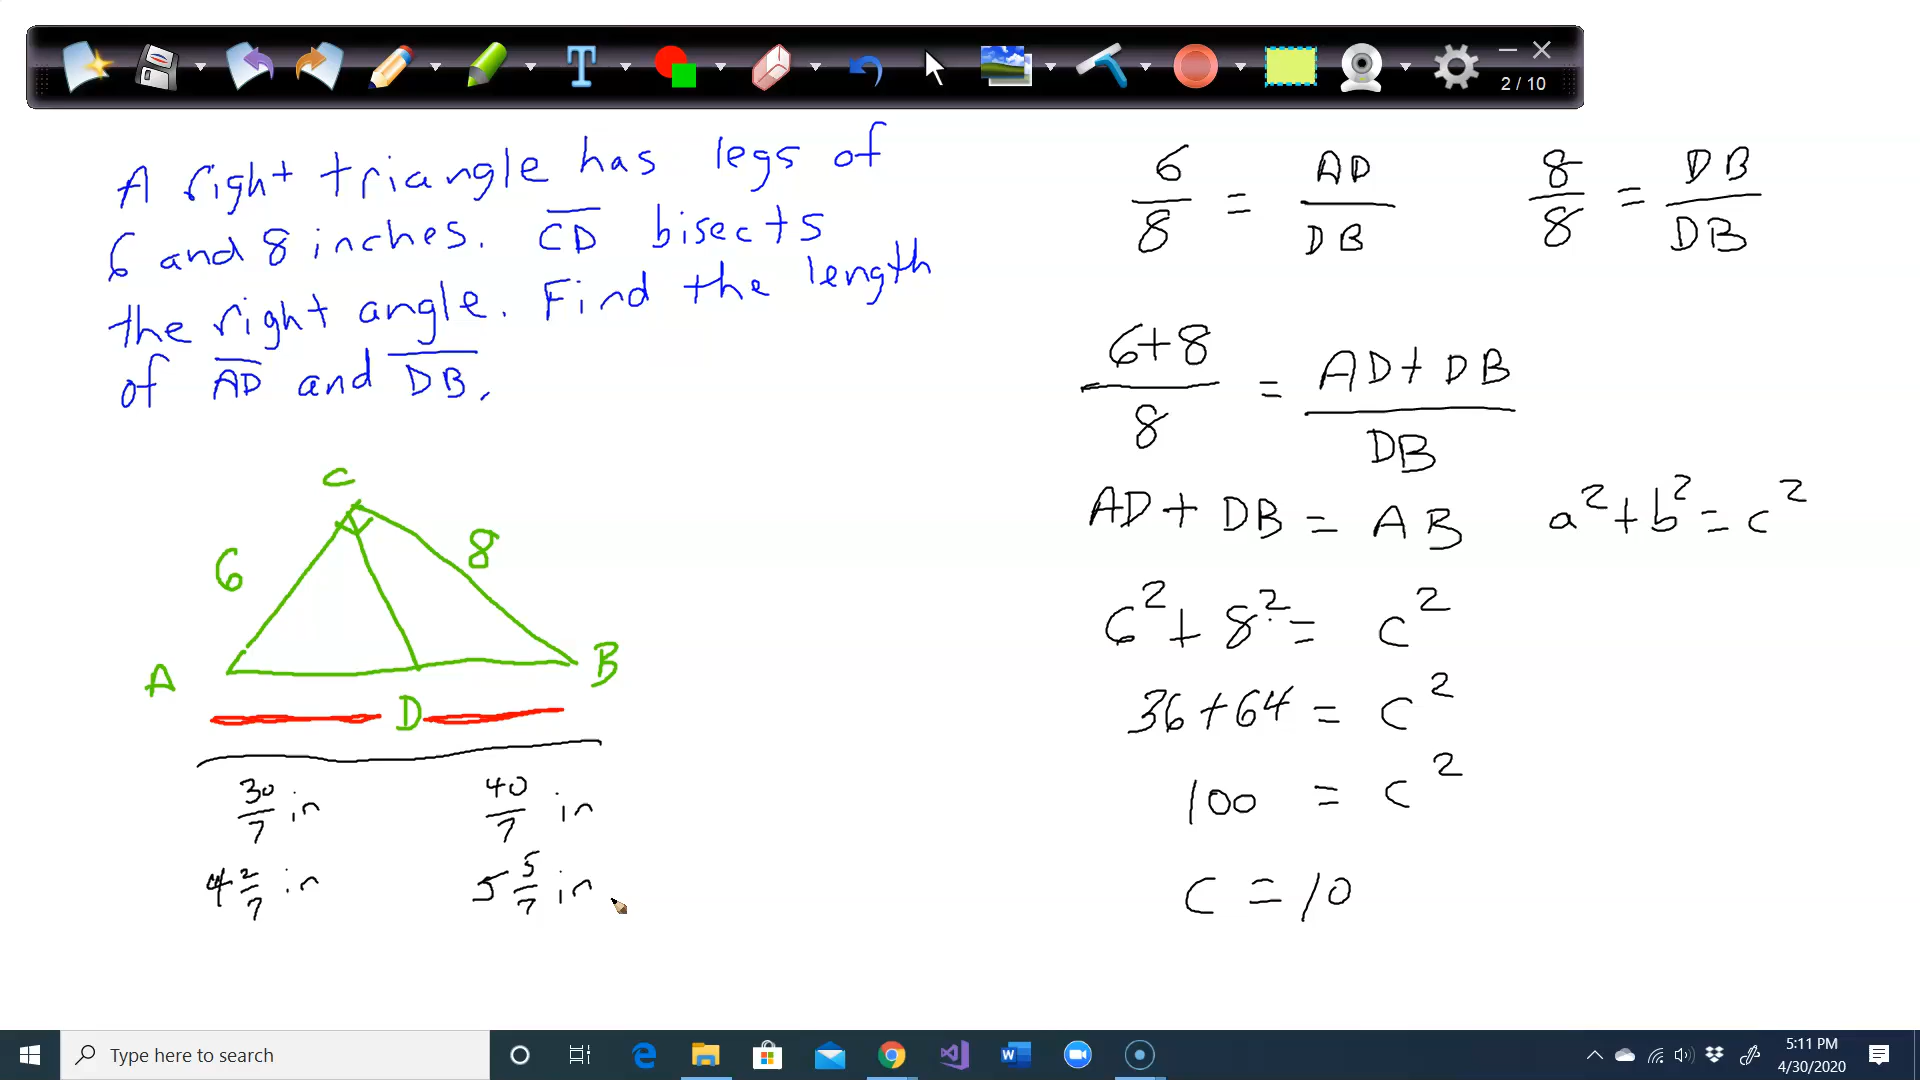 2 / 10
A right triangle has legs of
6 and 8 inches. CD bisects
the right angle. Find the length
of AD and DB.
C
6
8
A
D
B
30/7 in
40/7 in
4 2/7 in
5 5/7 in
6/8 = AD/DB
8/8 = DB/DB
6+8/8 = AD+DB/DB
AD + DB = AB
a² + b² = c²
6² + 8² = c²
36 + 64 = c²
100 = c²
c = 10
Type here to search
5:11 PM
4/30/2020